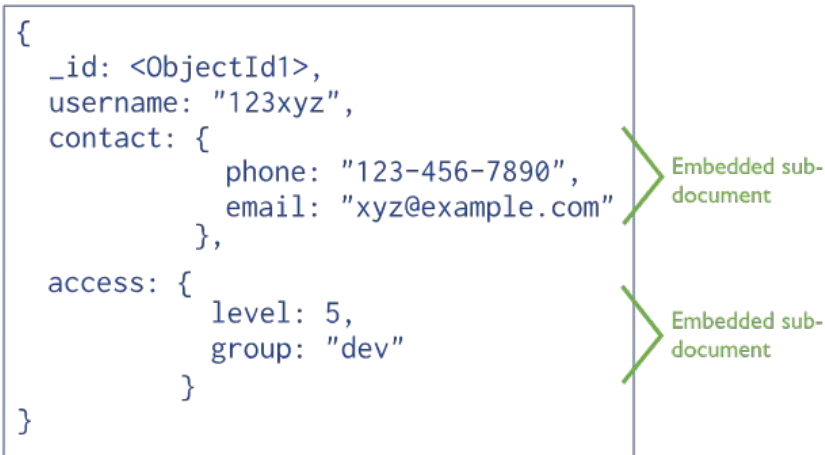 {
_id: <ObjectId1>,
username: "123xyz",
contact: {
phone: "123-456-7890",
email: "xyz@example.com"
},
access: {
level: 5,
group: "dev"
}
}
Embedded sub-
document
Embedded sub-
document